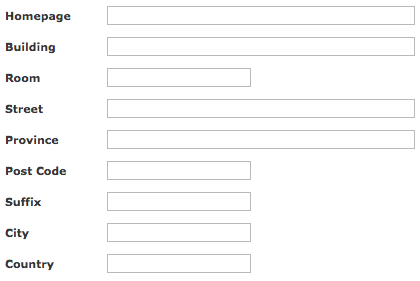 Homepage
Building
Room
Street
Province
Post Code
Suffix
City
Country